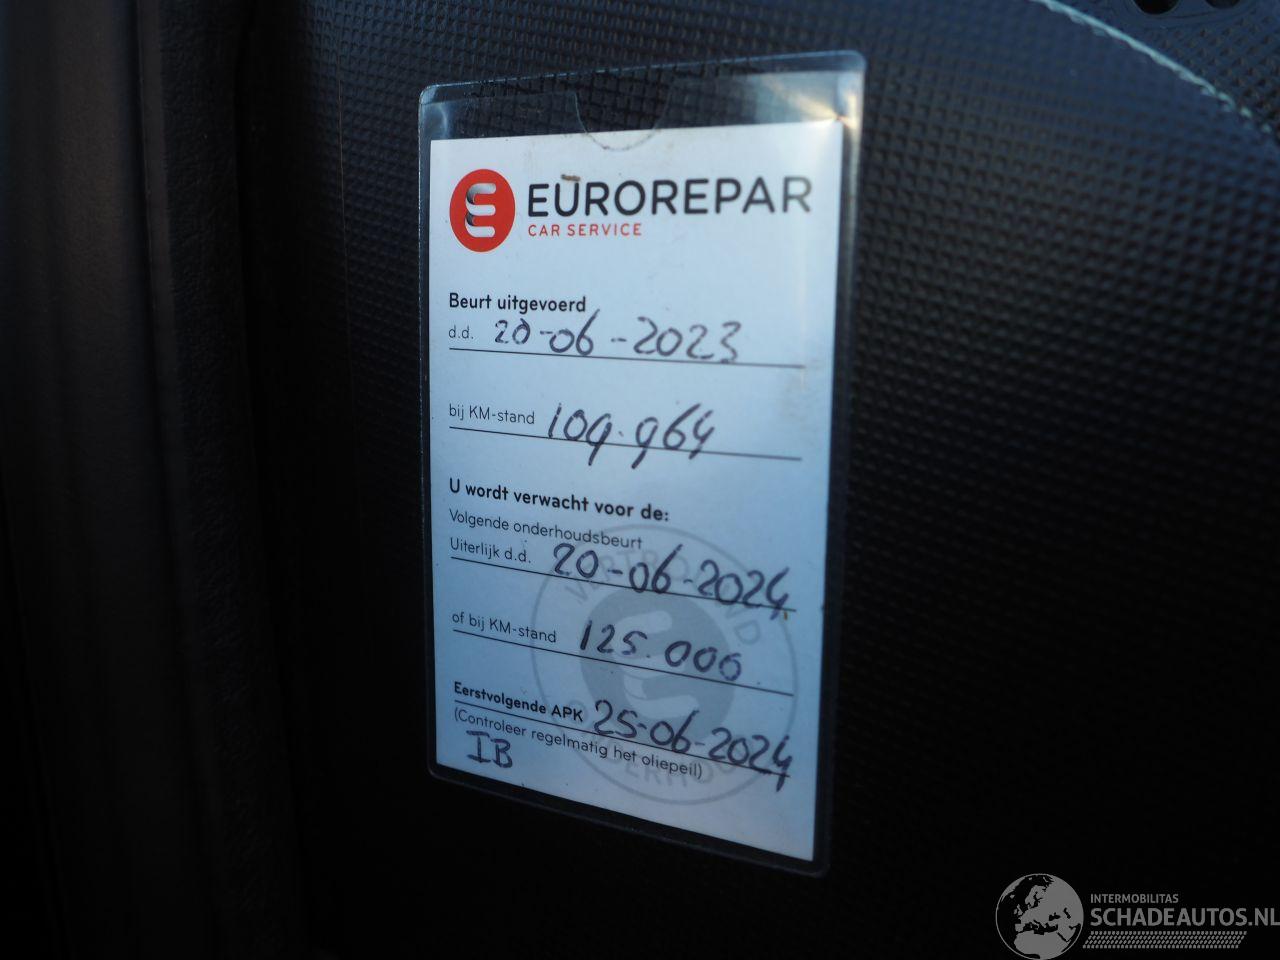 EUROREPAR
CAR SERVICE
Beurt uitgevoerd
d.d. 20-06-2023
bij KM-stand 109.964
U wordt verwacht voor de:
Volgende onderhoudsbeurt
Uiterlijk d.d. 20-06-2024
of bij KM-stand 125.000
Eerstvolgende APK 25-06-2024
(Controleer regelmatig het oliepeil)
IB
VERTROUWD
ONDERHOUD
INTERMOBILITAS
SCHADEAUTOS.NL